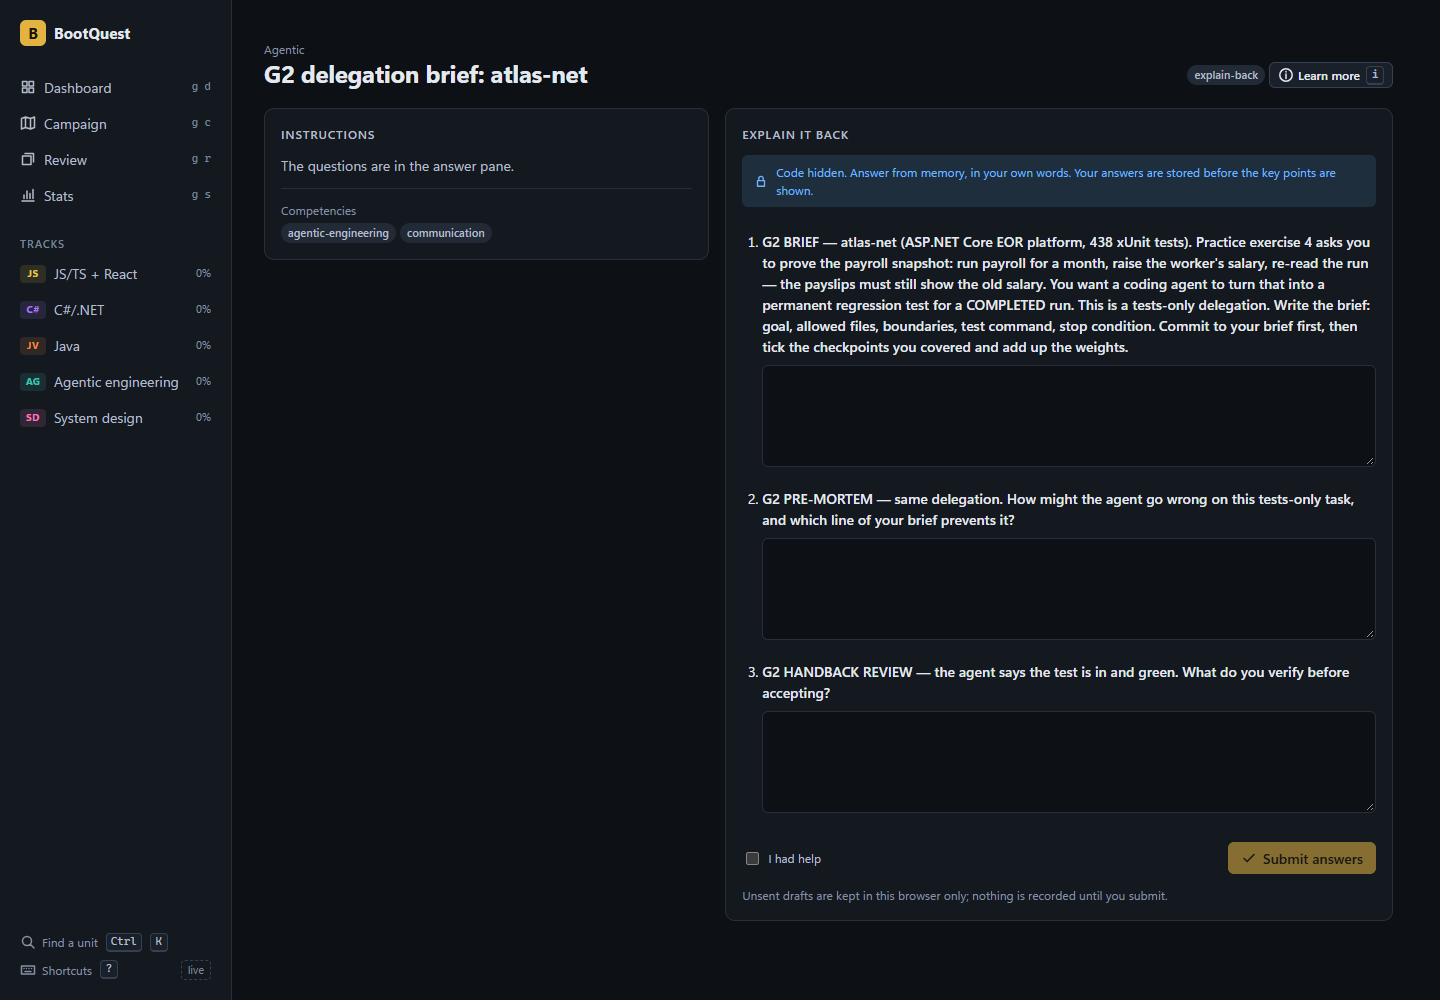 B BootQuest
Dashboard g d
Campaign g c
Review g r
Stats g s
TRACKS
JS JS/TS + React 0%
C# C#/.NET 0%
JV Java 0%
AG Agentic engineering 0%
SD System design 0%
Find a unit Ctrl K
Shortcuts ? live
Agentic
G2 delegation brief: atlas-net
explain-back Learn more i
INSTRUCTIONS
The questions are in the answer pane.
Competencies
agentic-engineering communication
EXPLAIN IT BACK
Code hidden. Answer from memory, in your own words. Your answers are stored before the key points are
shown.
1. G2 BRIEF — atlas-net (ASP.NET Core EOR platform, 438 xUnit tests). Practice exercise 4 asks you
to prove the payroll snapshot: run payroll for a month, raise the worker's salary, re-read the run
— the payslips must still show the old salary. You want a coding agent to turn that into a
permanent regression test for a COMPLETED run. This is a tests-only delegation. Write the brief:
goal, allowed files, boundaries, test command, stop condition. Commit to your brief first, then
tick the checkpoints you covered and add up the weights.
2. G2 PRE-MORTEM — same delegation. How might the agent go wrong on this tests-only task,
and which line of your brief prevents it?
3. G2 HANDBACK REVIEW — the agent says the test is in and green. What do you verify before
accepting?
I had help
Submit answers
Unsent drafts are kept in this browser only; nothing is recorded until you submit.